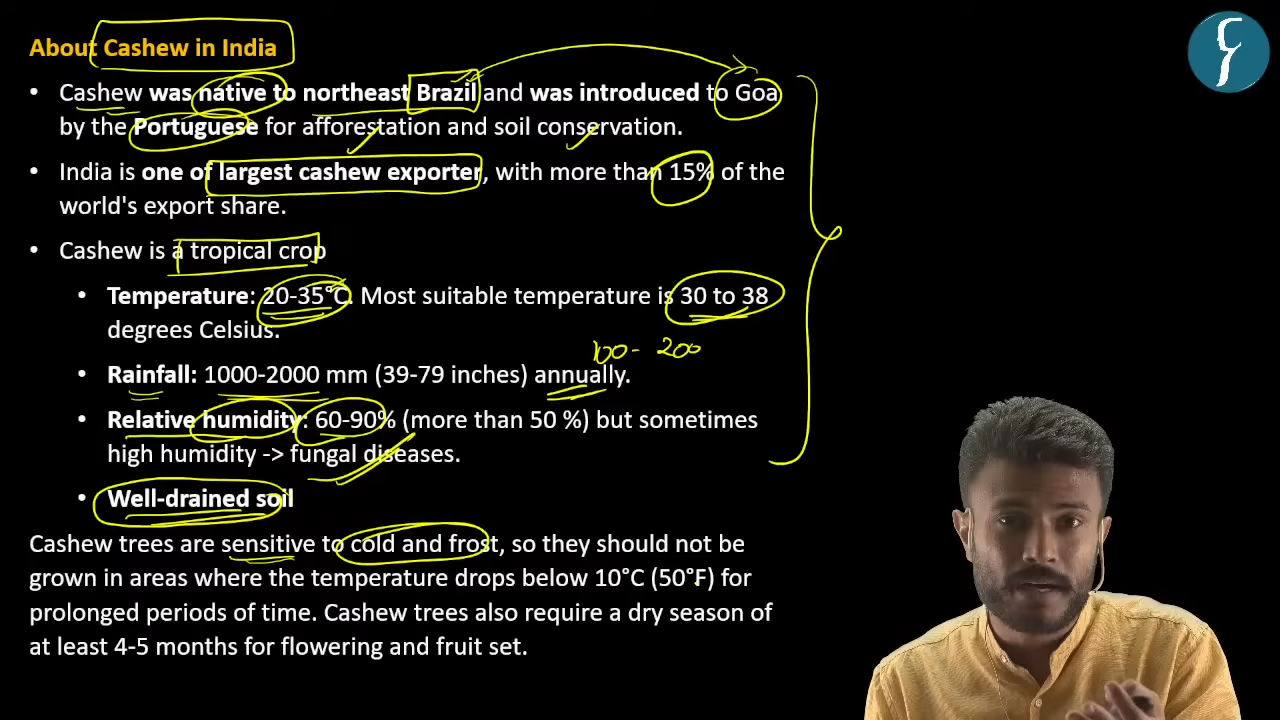 About Cashew in India
• Cashew was native to northeast Brazil and was introduced to Goa
by the Portuguese for afforestation and soil conservation.
• India is one of largest cashew exporter, with more than 15% of the
world's export share.
• Cashew is a tropical crop
• Temperature: 20-35°C. Most suitable temperature is 30 to 38
degrees Celsius.
100- 200
• Rainfall: 1000-2000 mm (39-79 inches) annually.
• Relative humidity: 60-90% (more than 50 %) but sometimes
high humidity -> fungal diseases.
• Well-drained soil
Cashew trees are sensitive to cold and frost, so they should not be
grown in areas where the temperature drops below 10°C (50°F) for
prolonged periods of time. Cashew trees also require a dry season of
at least 4-5 months for flowering and fruit set.